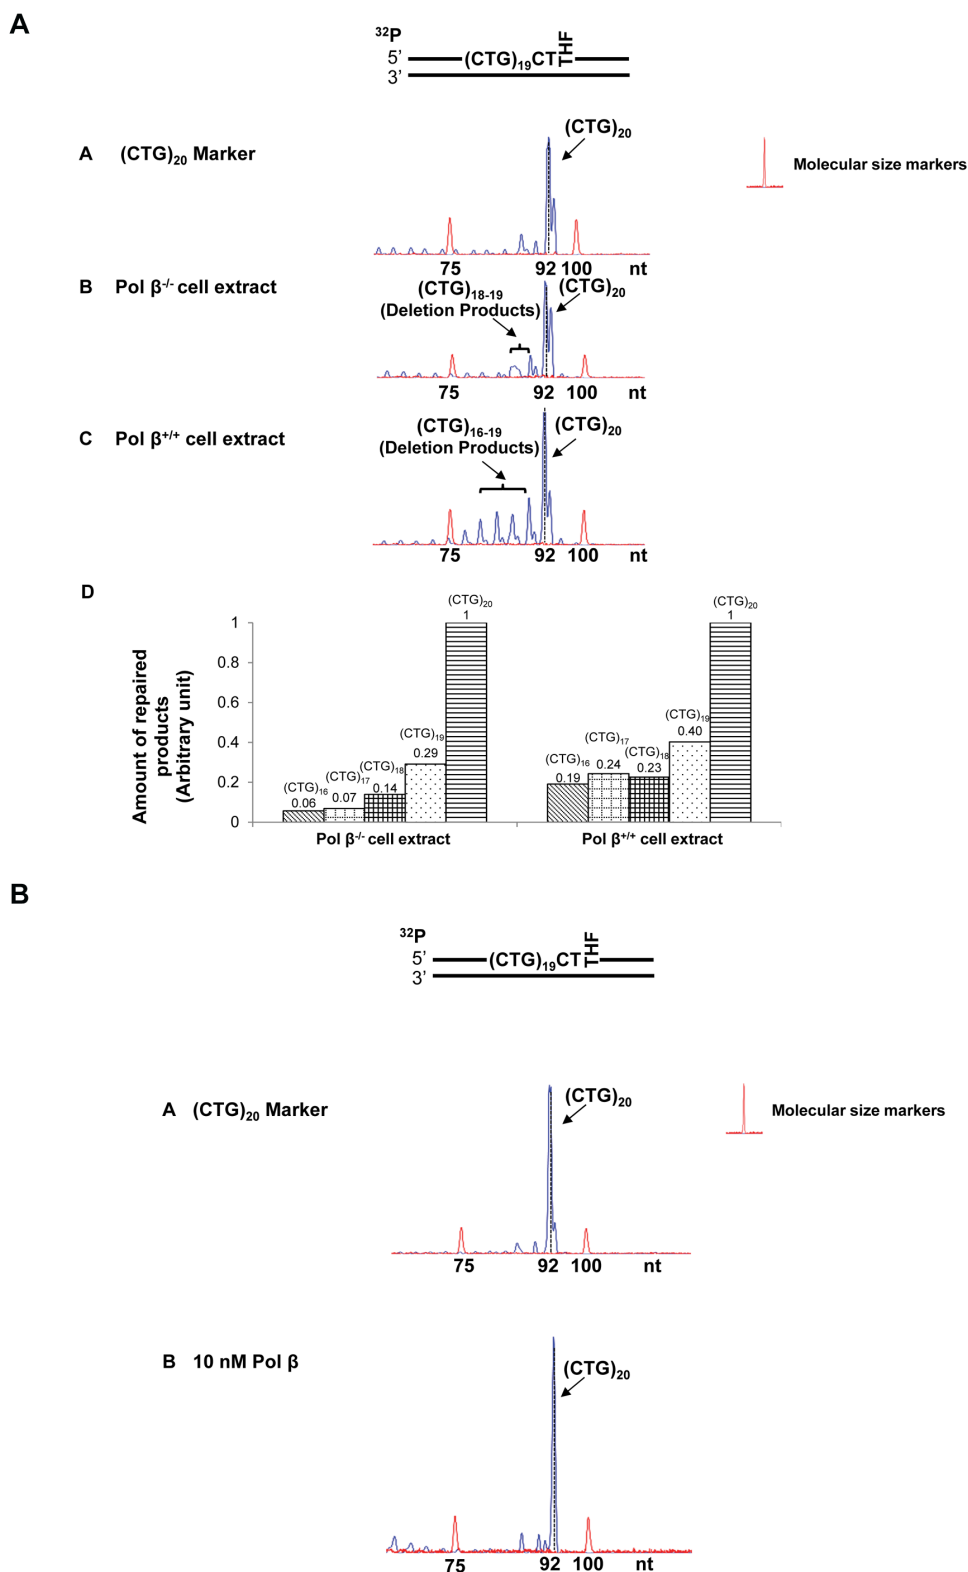 A
³²P
5’ (CTG)₁₉CT THF
3’
A (CTG)₂₀ Marker
(CTG)₂₀
Molecular size markers
75 92 100 nt
B Pol β⁻/⁻ cell extract
(CTG)₁₈₋₁₉
(Deletion Products)
(CTG)₂₀
75 92 100 nt
C Pol β⁺/⁺ cell extract
(CTG)₁₆₋₁₉
(Deletion Products)
(CTG)₂₀
75 92 100 nt
D
Amount of repaired
products
(Arbitrary unit)
1
0.8
0.6
0.4
0.2
0
(CTG)₁₆
0.06
(CTG)₁₇
0.07
(CTG)₁₈
0.14
(CTG)₁₉
0.29
(CTG)₂₀
1
(CTG)₁₆
0.19
(CTG)₁₇
0.24
(CTG)₁₈
0.23
(CTG)₁₉
0.40
(CTG)₂₀
1
Pol β⁻/⁻ cell extract
Pol β⁺/⁺ cell extract
B
³²P
5’ (CTG)₁₉CT THF
3’
A (CTG)₂₀ Marker
(CTG)₂₀
Molecular size markers
75 92 100 nt
B 10 nM Pol β
(CTG)₂₀
75 92 100 nt